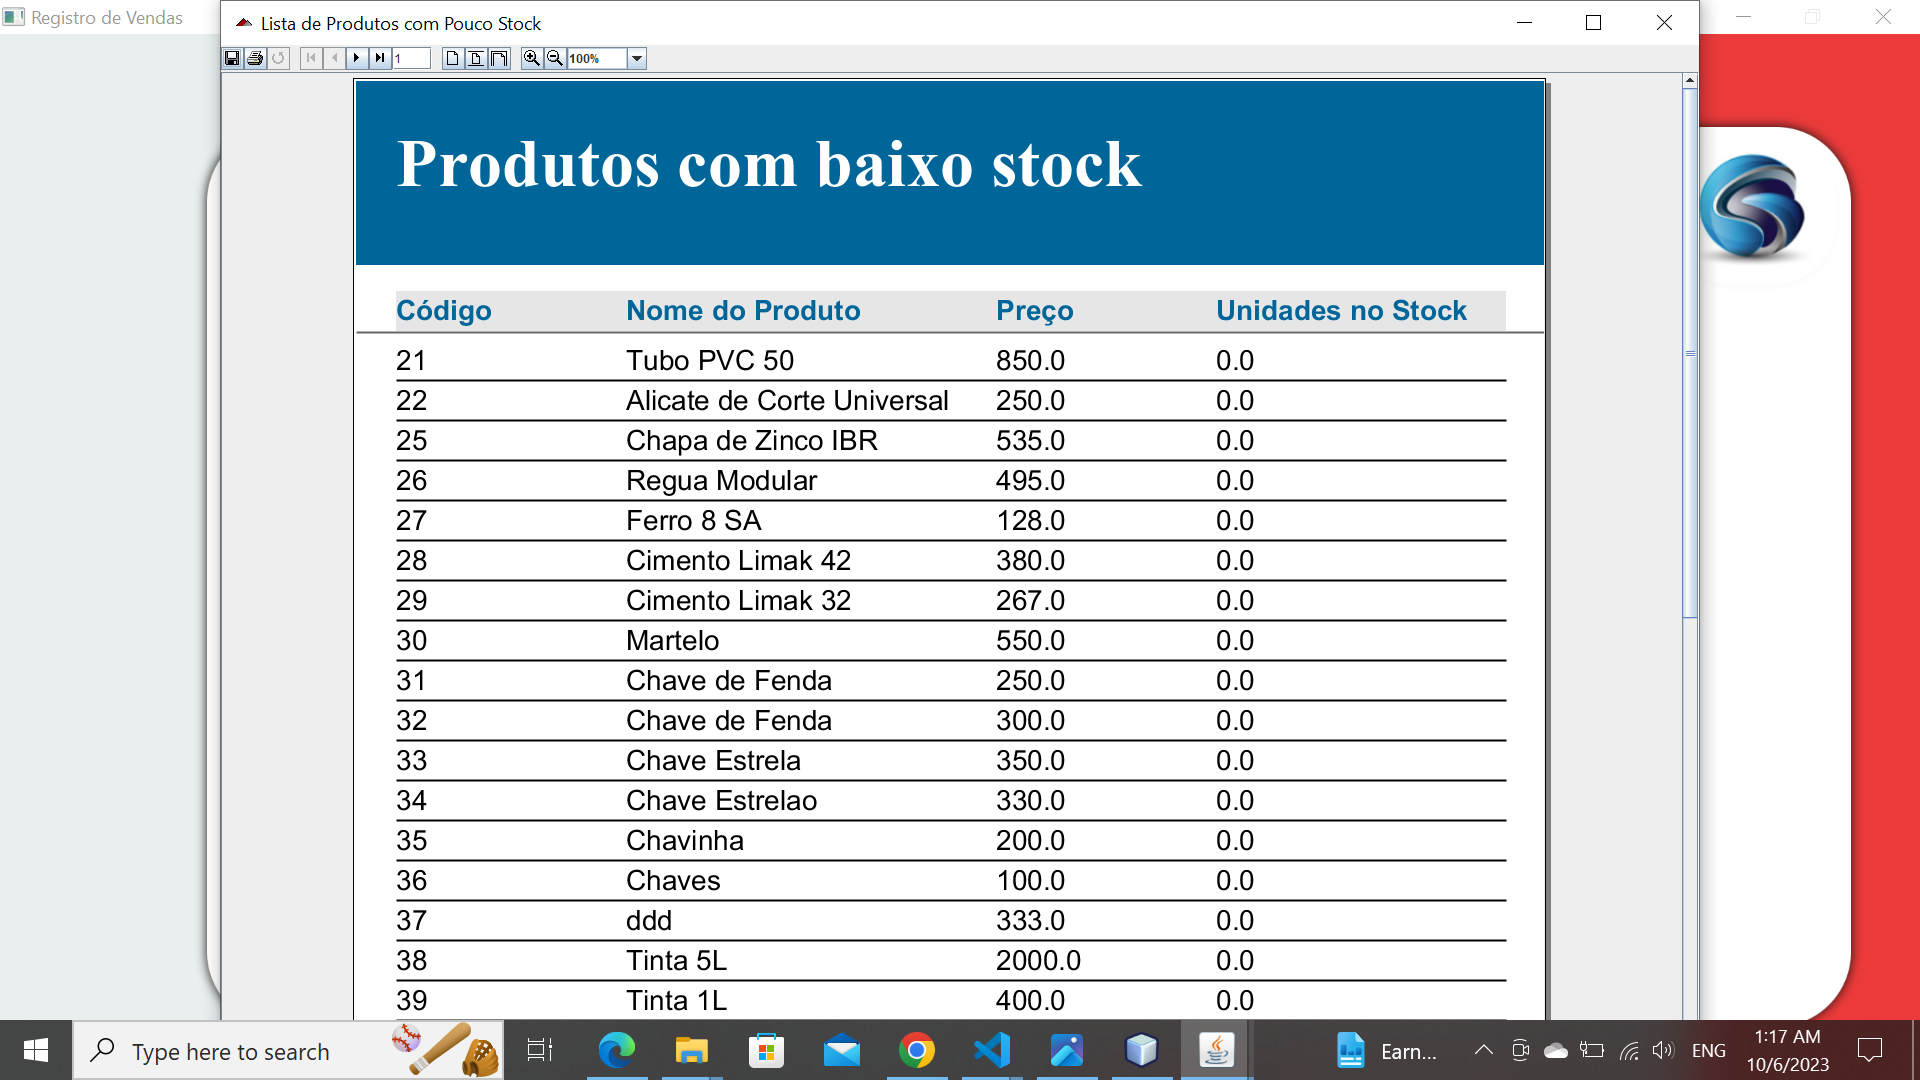 Registro de Vendas
Lista de Produtos com Pouco Stock
1
100%
Produtos com baixo stock
Código Nome do Produto Preço Unidades no Stock
21 Tubo PVC 50 850.0 0.0
22 Alicate de Corte Universal 250.0 0.0
25 Chapa de Zinco IBR 535.0 0.0
26 Regua Modular 495.0 0.0
27 Ferro 8 SA 128.0 0.0
28 Cimento Limak 42 380.0 0.0
29 Cimento Limak 32 267.0 0.0
30 Martelo 550.0 0.0
31 Chave de Fenda 250.0 0.0
32 Chave de Fenda 300.0 0.0
33 Chave Estrela 350.0 0.0
34 Chave Estrelao 330.0 0.0
35 Chavinha 200.0 0.0
36 Chaves 100.0 0.0
37 ddd 333.0 0.0
38 Tinta 5L 2000.0 0.0
39 Tinta 1L 400.0 0.0
Type here to search
Earn...
ENG
1:17 AM
10/6/2023